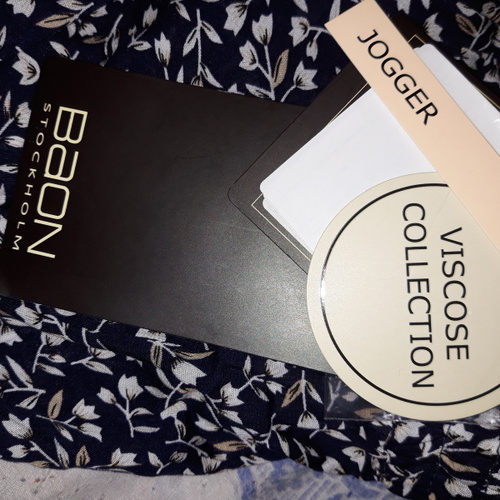 BAON
STOCKHOLM
JOGGER
VISCOSE
COLLECTION